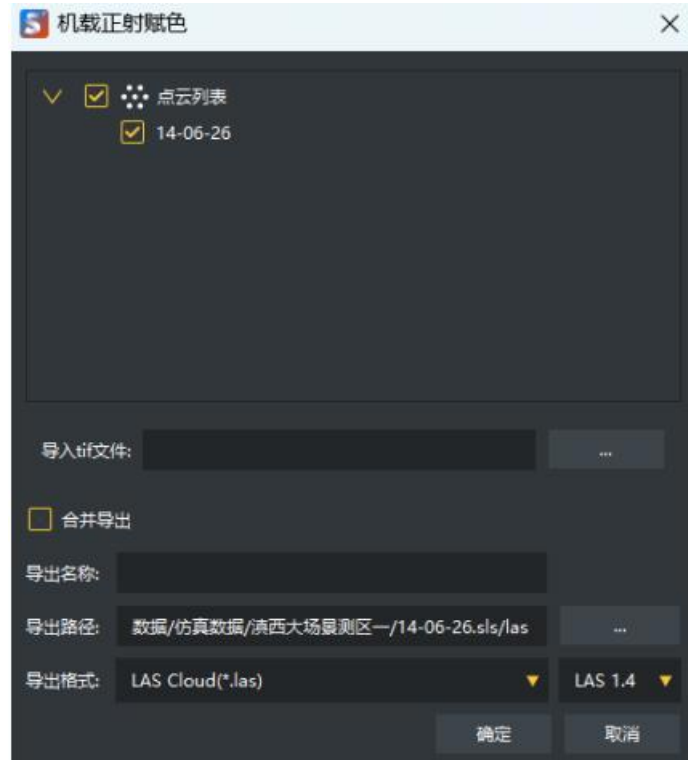 机载正射赋色
点云列表
14-06-26
导入tif文件: ...
合并导出
导出名称:
导出路径: 数据/仿真数据/滇西大场景测区一/14-06-26.sls/las ...
导出格式: LAS Cloud(*.las) LAS 1.4
确定 取消